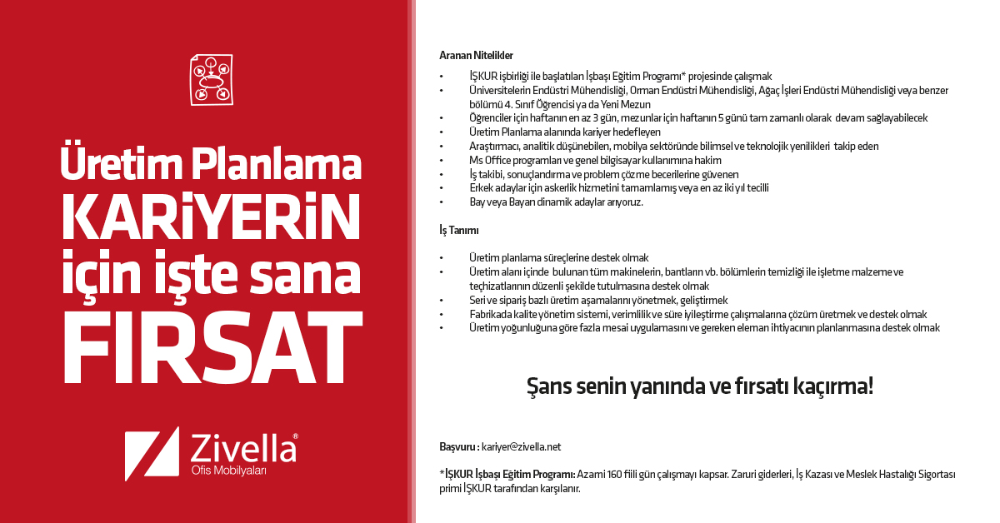 Üretim Planlama
KARiYERiN
için işte sana
FIRSAT
Zivella®
Ofis Mobilyaları
Aranan Nitelikler
• İŞKUR işbirliği ile başlatılan İşbaşı Eğitim Programı* projesinde çalışmak
• Üniversitelerin Endüstri Mühendisliği, Orman Endüstri Mühendisliği, Ağaç İşleri Endüstri Mühendisliği veya benzer
bölümü 4. Sınıf Öğrencisi ya da Yeni Mezun
• Öğrenciler için haftanın en az 3 gün, mezunlar için haftanın 5 günü tam zamanlı olarak devam sağlayabilecek
• Üretim Planlama alanında kariyer hedefleyen
• Araştırmacı, analitik düşünebilen, mobilya sektöründe bilimsel ve teknolojik yenilikleri takip eden
• Ms Office programları ve genel bilgisayar kullanımına hakim
• İş takibi, sonuçlandırma ve problem çözme becerilerine güvenen
• Erkek adaylar için askerlik hizmetini tamamlamış veya en az iki yıl tecilli
• Bay veya Bayan dinamik adaylar arıyoruz.
İş Tanımı
• Üretim planlama süreçlerine destek olmak
• Üretim alanı içinde bulunan tüm makinelerin, bantların vb. bölümlerin temizliği ile işletme malzeme ve
teçhizatlarının düzenli şekilde tutulmasına destek olmak
• Seri ve sipariş bazlı üretim aşamalarını yönetmek, geliştirmek
• Fabrikada kalite yönetim sistemi, verimlilik ve süre iyileştirme çalışmalarına çözüm üretmek ve destek olmak
• Üretim yoğunluğuna göre fazla mesai uygulamasını ve gereken eleman ihtiyacının planlanmasına destek olmak
Şans senin yanında ve fırsatı kaçırma!
Başvuru : kariyer@zivella.net
*İŞKUR İşbaşı Eğitim Programı: Azami 160 fiili gün çalışmayı kapsar. Zaruri giderleri, İş Kazası ve Meslek Hastalığı Sigortası
primi İŞKUR tarafından karşılanır.